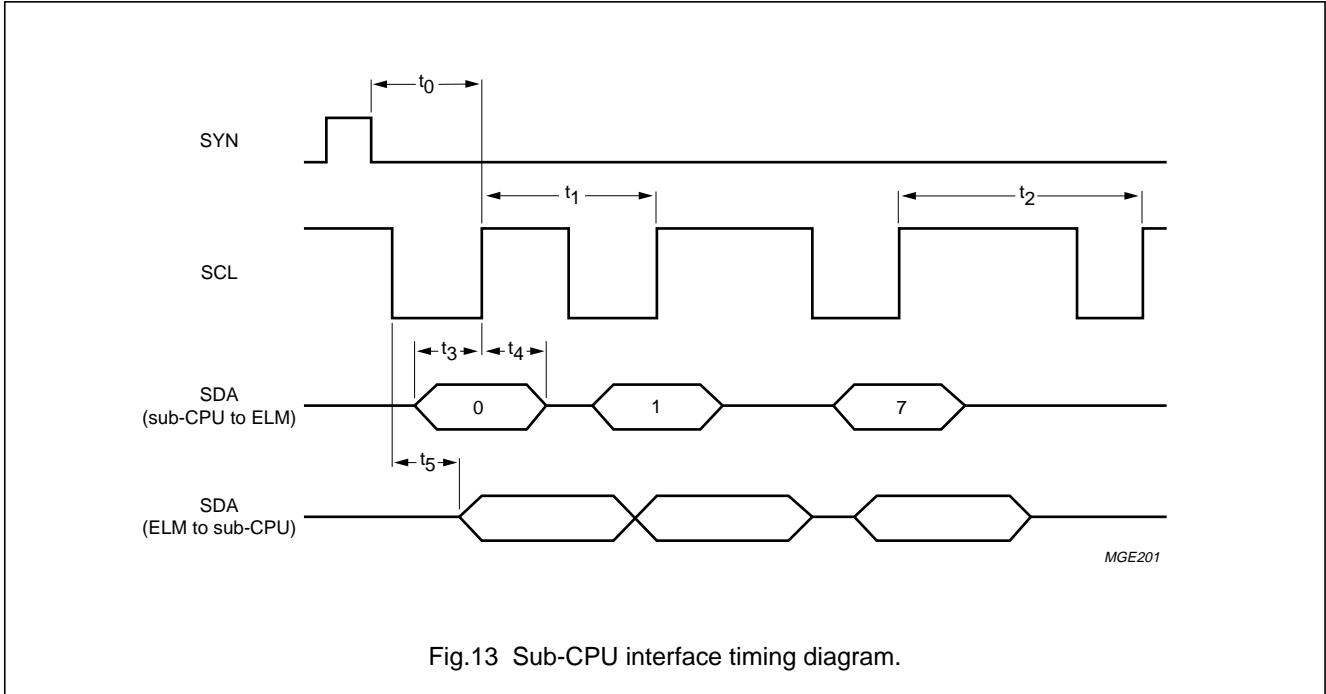 t0
SYN
t1
t2
SCL
t3
t4
SDA
(sub-CPU to ELM)
0
1
7
t5
SDA
(ELM to sub-CPU)
MGE201
Fig.13 Sub-CPU interface timing diagram.